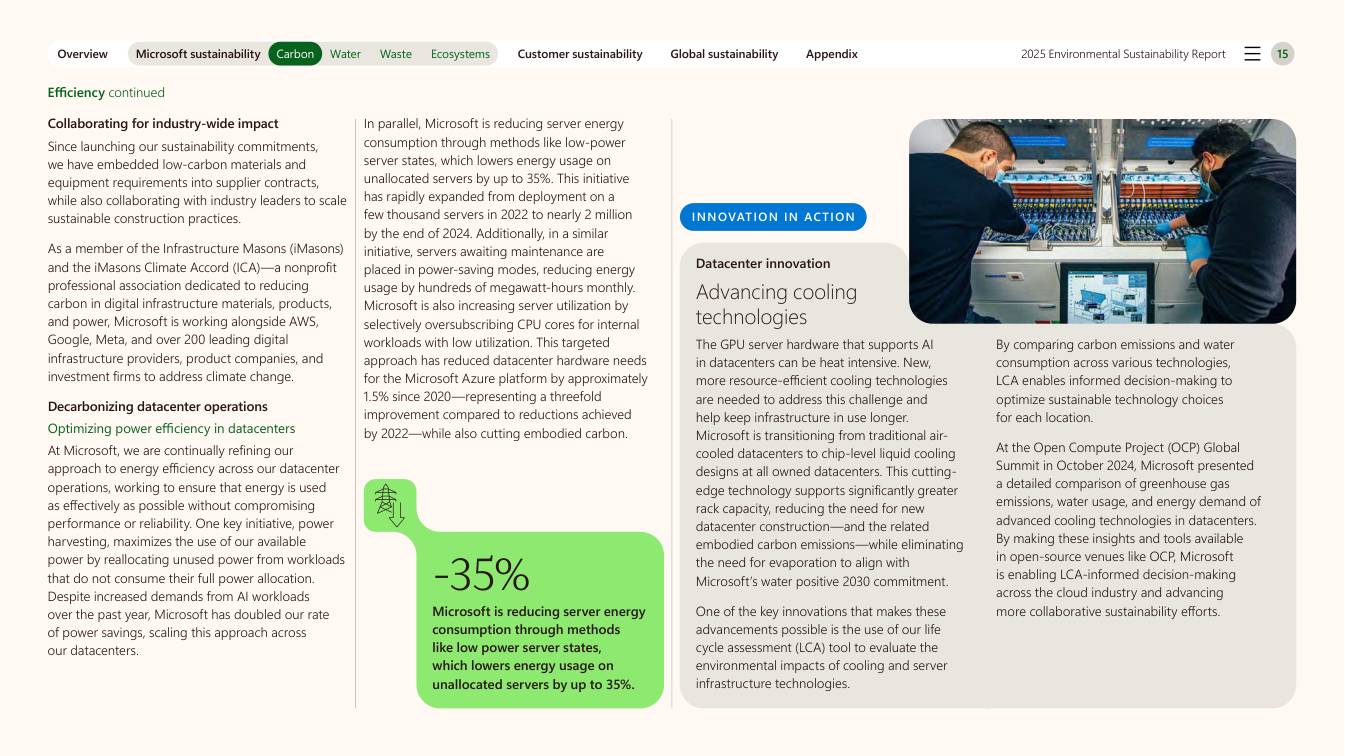 Overview Microsoft sustainability Carbon Water Waste Ecosystems Customer sustainability Global sustainability Appendix 2025 Environmental Sustainability Report 15
Efficiency continued
Collaborating for industry-wide impact
Since launching our sustainability commitments,
we have embedded low-carbon materials and
equipment requirements into supplier contracts,
while also collaborating with industry leaders to scale
sustainable construction practices.
As a member of the Infrastructure Masons (iMasons)
and the iMasons Climate Accord (ICA)—a nonprofit
professional association dedicated to reducing
carbon in digital infrastructure materials, products,
and power, Microsoft is working alongside AWS,
Google, Meta, and over 200 leading digital
infrastructure providers, product companies, and
investment firms to address climate change.
Decarbonizing datacenter operations
Optimizing power efficiency in datacenters
At Microsoft, we are continually refining our
approach to energy efficiency across our datacenter
operations, working to ensure that energy is used
as effectively as possible without compromising
performance or reliability. One key initiative, power
harvesting, maximizes the use of our available
power by reallocating unused power from workloads
that do not consume their full power allocation.
Despite increased demands from AI workloads
over the past year, Microsoft has doubled our rate
of power savings, scaling this approach across
our datacenters.
In parallel, Microsoft is reducing server energy
consumption through methods like low-power
server states, which lowers energy usage on
unallocated servers by up to 35%. This initiative
has rapidly expanded from deployment on a
few thousand servers in 2022 to nearly 2 million
by the end of 2024. Additionally, in a similar
initiative, servers awaiting maintenance are
placed in power-saving modes, reducing energy
usage by hundreds of megawatt-hours monthly.
Microsoft is also increasing server utilization by
selectively oversubscribing CPU cores for internal
workloads with low utilization. This targeted
approach has reduced datacenter hardware needs
for the Microsoft Azure platform by approximately
1.5% since 2020—representing a threefold
improvement compared to reductions achieved
by 2022—while also cutting embodied carbon.
-35%
Microsoft is reducing server energy
consumption through methods
like low power server states,
which lowers energy usage on
unallocated servers by up to 35%.
INNOVATION IN ACTION
Datacenter innovation
Advancing cooling
technologies
The GPU server hardware that supports AI
in datacenters can be heat intensive. New,
more resource-efficient cooling technologies
are needed to address this challenge and
help keep infrastructure in use longer.
Microsoft is transitioning from traditional air-
cooled datacenters to chip-level liquid cooling
designs at all owned datacenters. This cutting-
edge technology supports significantly greater
rack capacity, reducing the need for new
datacenter construction—and the related
embodied carbon emissions—while eliminating
the need for evaporation to align with
Microsoft's water positive 2030 commitment.
One of the key innovations that makes these
advancements possible is the use of our life
cycle assessment (LCA) tool to evaluate the
environmental impacts of cooling and server
infrastructure technologies.
By comparing carbon emissions and water
consumption across various technologies,
LCA enables informed decision-making to
optimize sustainable technology choices
for each location.
At the Open Compute Project (OCP) Global
Summit in October 2024, Microsoft presented
a detailed comparison of greenhouse gas
emissions, water usage, and energy demand of
advanced cooling technologies in datacenters.
By making these insights and tools available
in open-source venues like OCP, Microsoft
is enabling LCA-informed decision-making
across the cloud industry and advancing
more collaborative sustainability efforts.